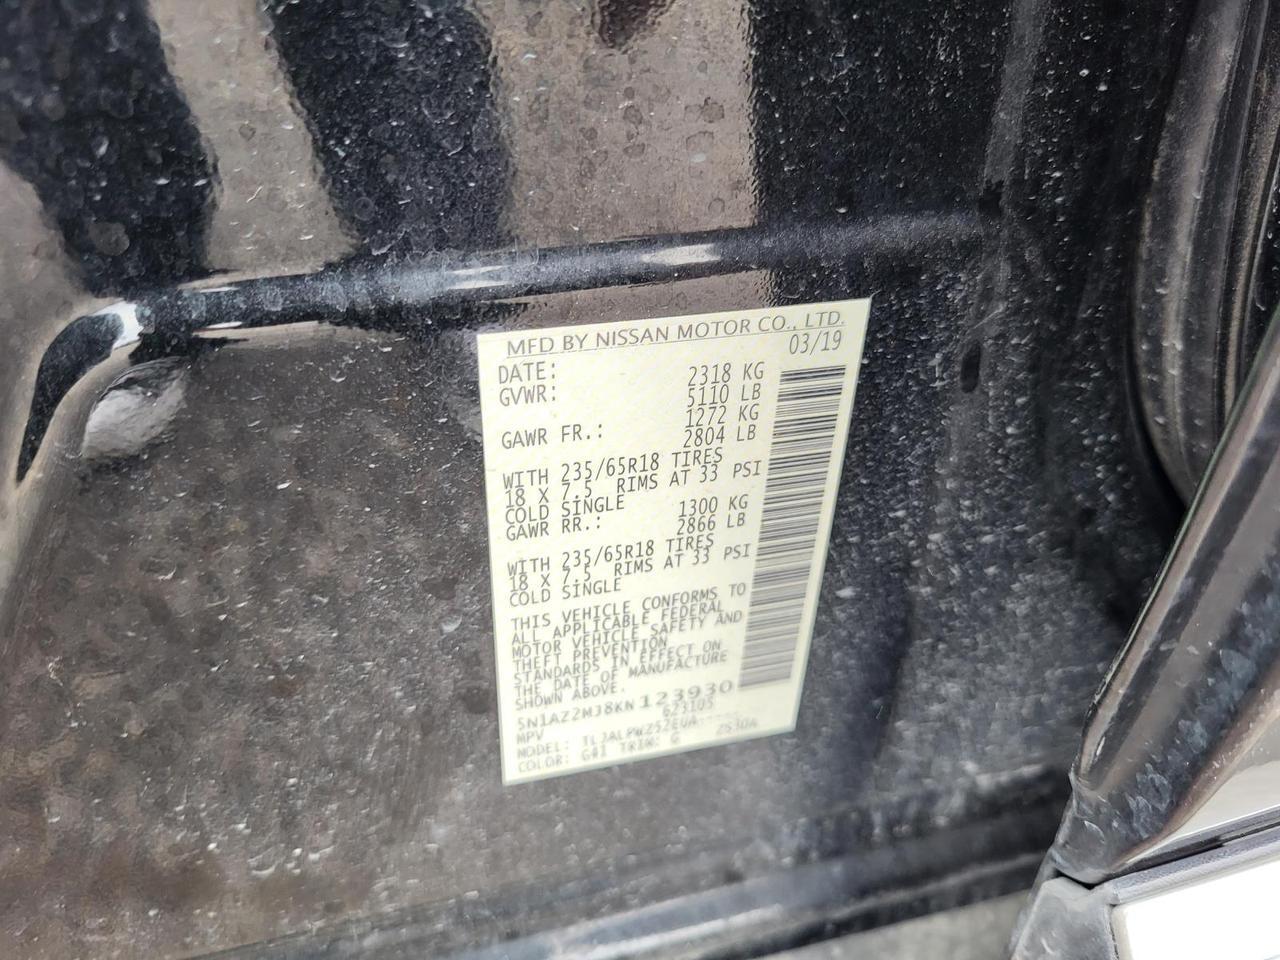 MFD BY NISSAN MOTOR CO., LTD.
DATE: 03/19
GVWR: 2318 KG
5110 LB
GAWR FR.: 1272 KG
2804 LB
WITH 235/65R18 TIRES
18 X 7.5 RIMS AT 33 PSI
COLD SINGLE
GAWR RR.: 1300 KG
2866 LB
WITH 235/65R18 TIRES
18 X 7.5 RIMS AT 33 PSI
COLD SINGLE
THIS VEHICLE CONFORMS TO
ALL APPLICABLE FEDERAL
MOTOR VEHICLE SAFETY AND
THEFT PREVENTION
STANDARDS IN EFFECT ON
THE DATE OF MANUFACTURE
SHOWN ABOVE.
5N1AZ2MJ8KN123930
MPV 623105
MODEL:
COLOR: G41 TRIM: G